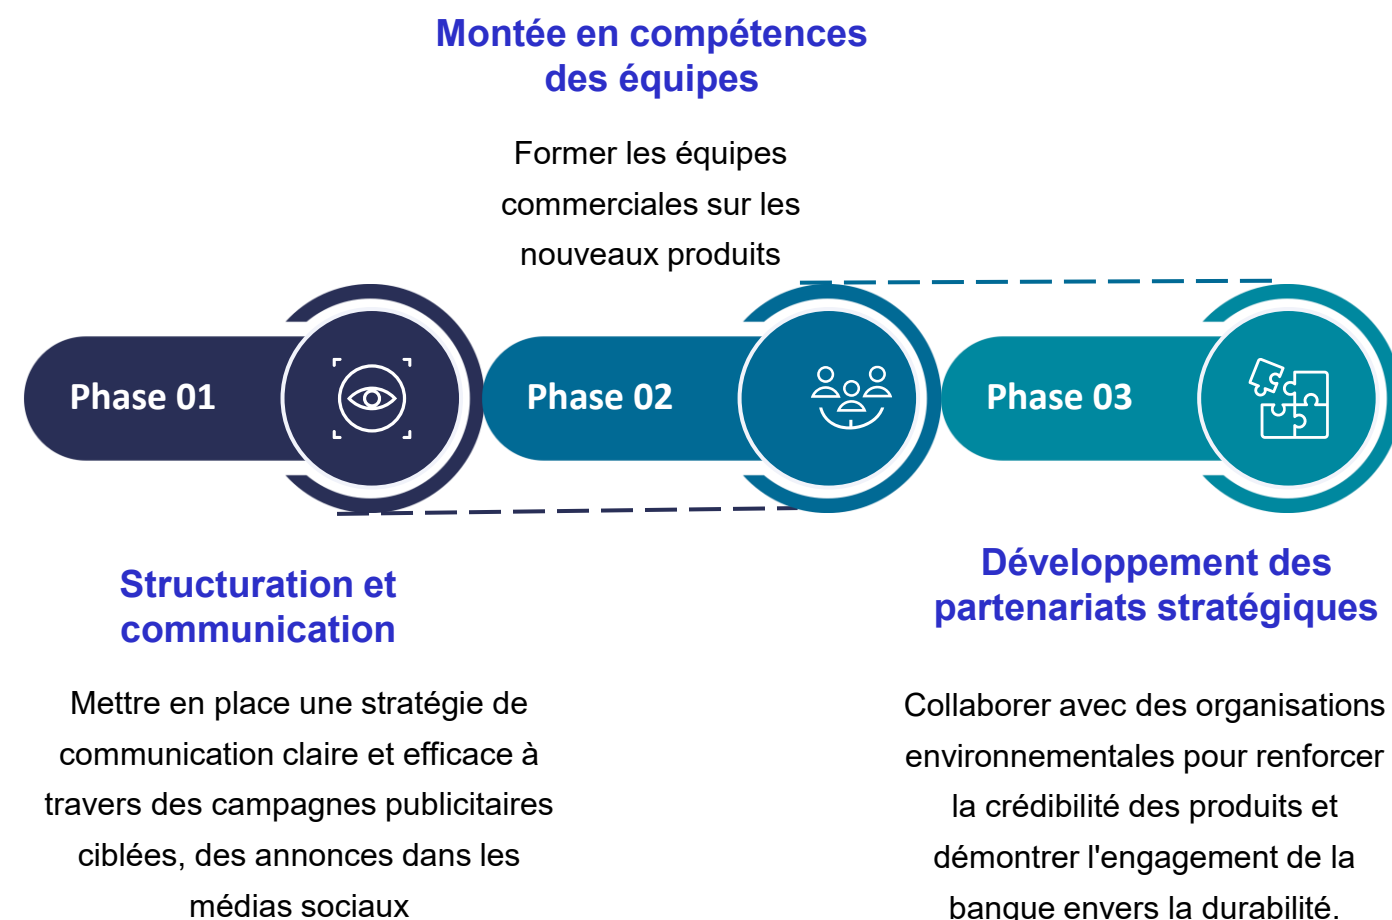 Montée en compétences
des équipes
Former les équipes
commerciales sur les
nouveaux produits
Phase 01
Phase 02
Phase 03
Structuration et
communication
Mettre en place une stratégie de
communication claire et efficace à
travers des campagnes publicitaires
ciblées, des annonces dans les
médias sociaux
Développement des
partenariats stratégiques
Collaborer avec des organisations
environnementales pour renforcer
la crédibilité des produits et
démontrer l'engagement de la
banque envers la durabilité.